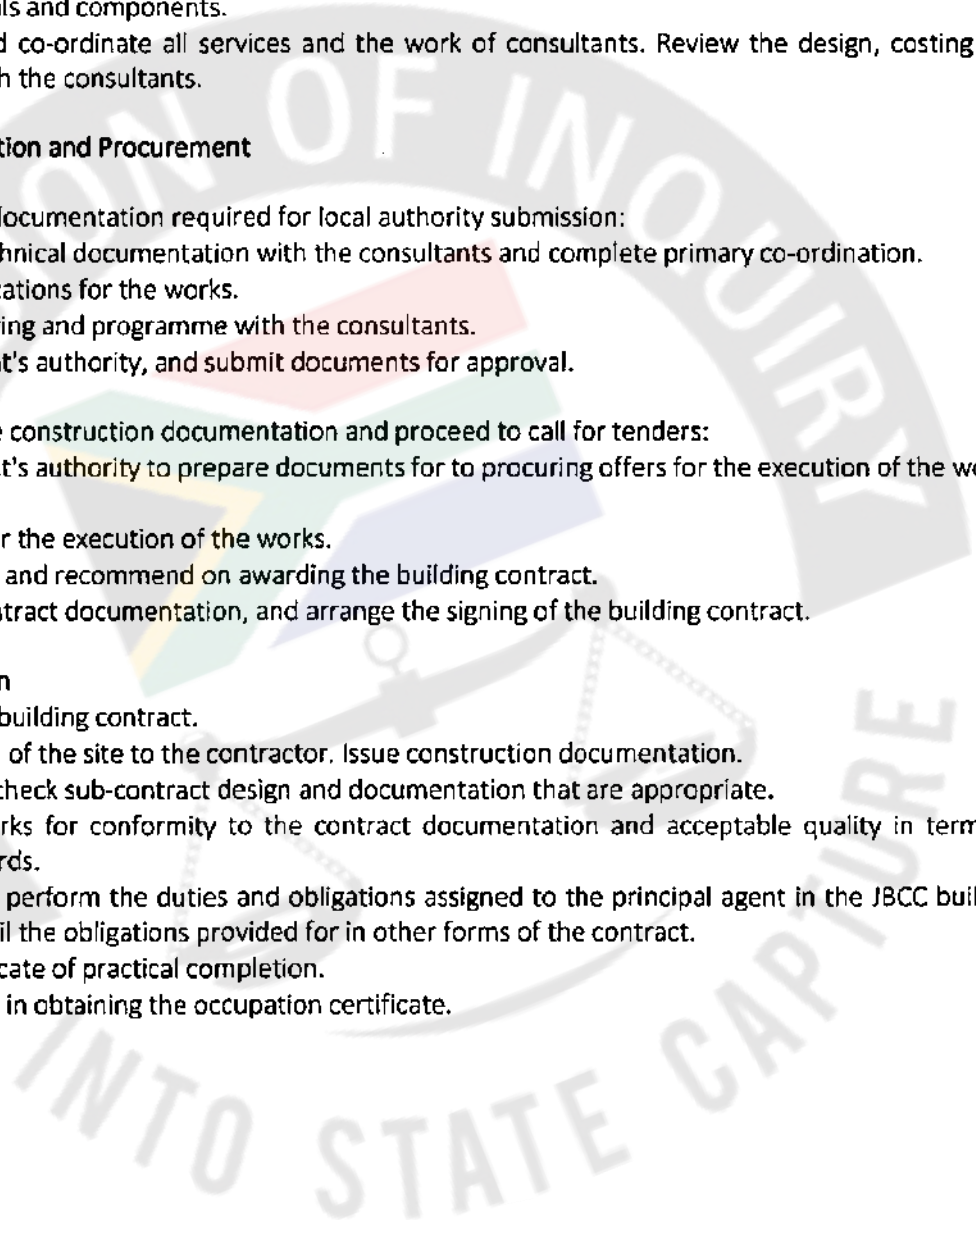 ls and components.
d co-ordinate all services and the work of consultants. Review the design, costing
h the consultants.
tion and Procurement
documentation required for local authority submission:
hnical documentation with the consultants and complete primary co-ordination.
cations for the works.
ing and programme with the consultants.
t's authority, and submit documents for approval.
e construction documentation and proceed to call for tenders:
t's authority to prepare documents for to procuring offers for the execution of the wo
r the execution of the works.
and recommend on awarding the building contract.
tract documentation, and arrange the signing of the building contract.
n
building contract.
of the site to the contractor. Issue construction documentation.
check sub-contract design and documentation that are appropriate.
rks for conformity to the contract documentation and acceptable quality in term
rds.
perform the duties and obligations assigned to the principal agent in the JBCC buil
il the obligations provided for in other forms of the contract.
cate of practical completion.
in obtaining the occupation certificate.
ON OF INQUIRY
INTO STATE CAPTURE